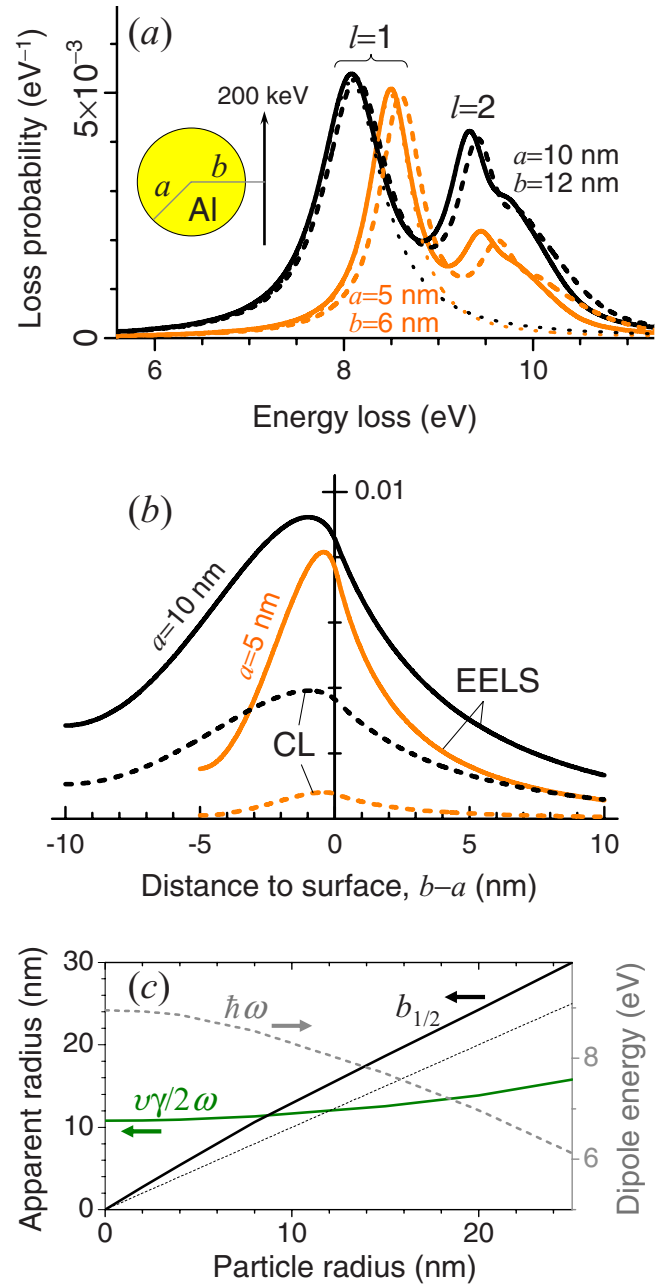 (a)
l=1
l=2
200 keV
a
b
Al
a=10 nm
b=12 nm
a=5 nm
b=6 nm
Loss probability (eV⁻¹)
5×10⁻³
0
6
8
10
Energy loss (eV)
(b)
0.01
a=10 nm
a=5 nm
EELS
CL
-10
-5
0
5
10
Distance to surface, b–a (nm)
(c)
ħω
b1/2
υγ/2ω
Apparent radius (nm)
30
20
10
0
Dipole energy (eV)
8
6
0
10
20
Particle radius (nm)